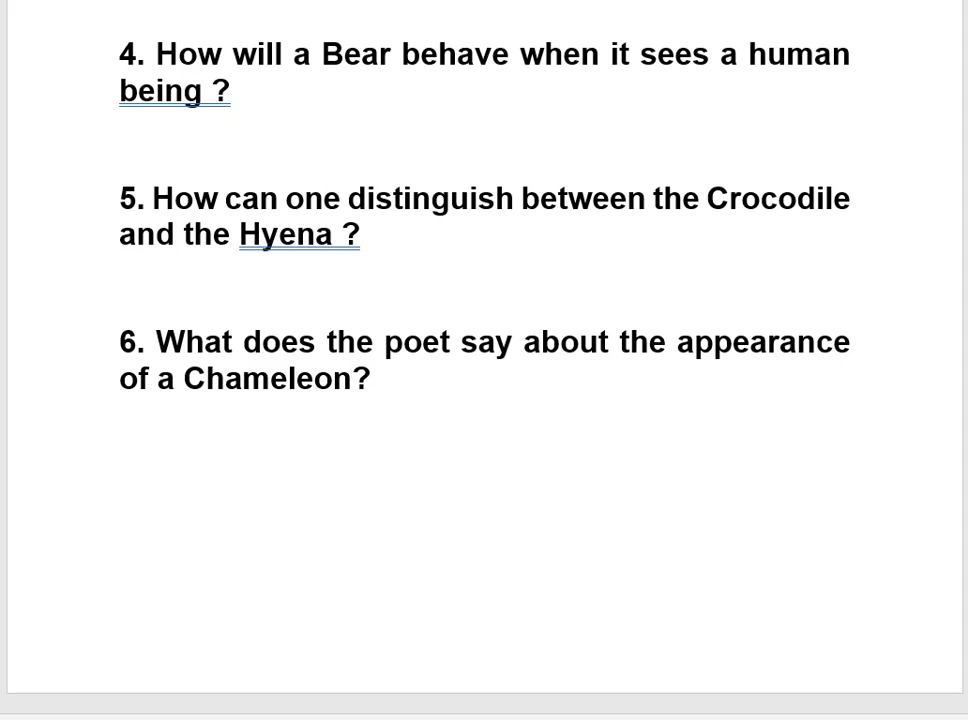 4. How will a Bear behave when it sees a human
being ?
5. How can one distinguish between the Crocodile
and the Hyena ?
6. What does the poet say about the appearance
of a Chameleon?